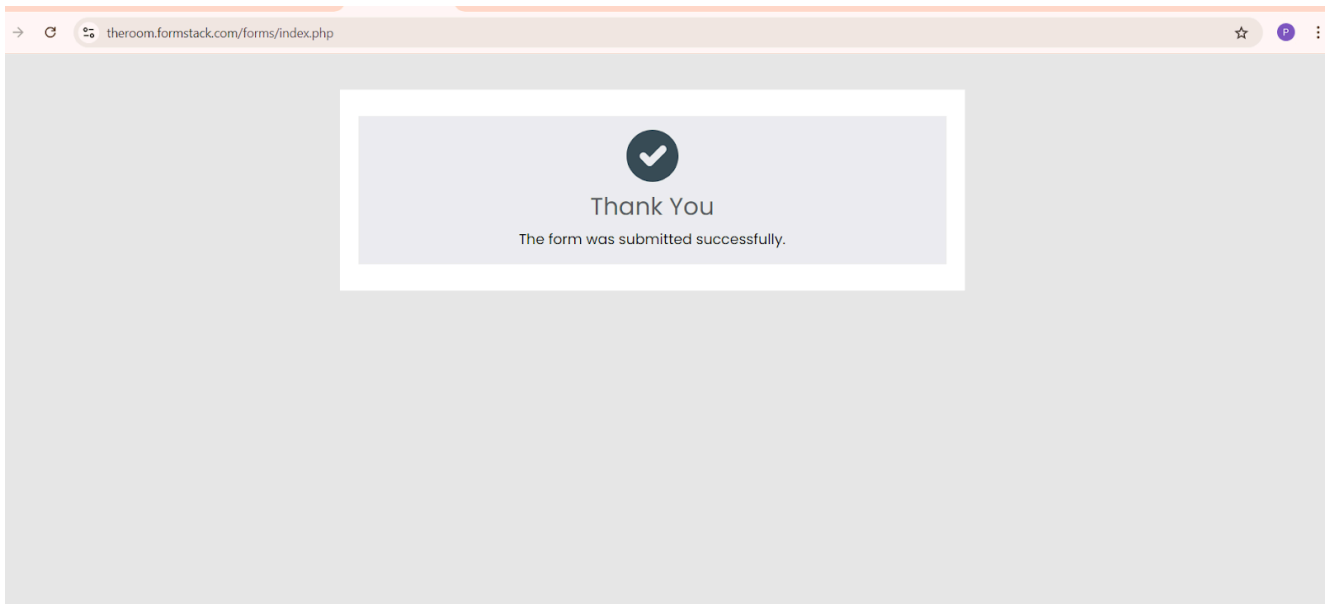 theroom.formstack.com/forms/index.php
P
Thank You
The form was submitted successfully.